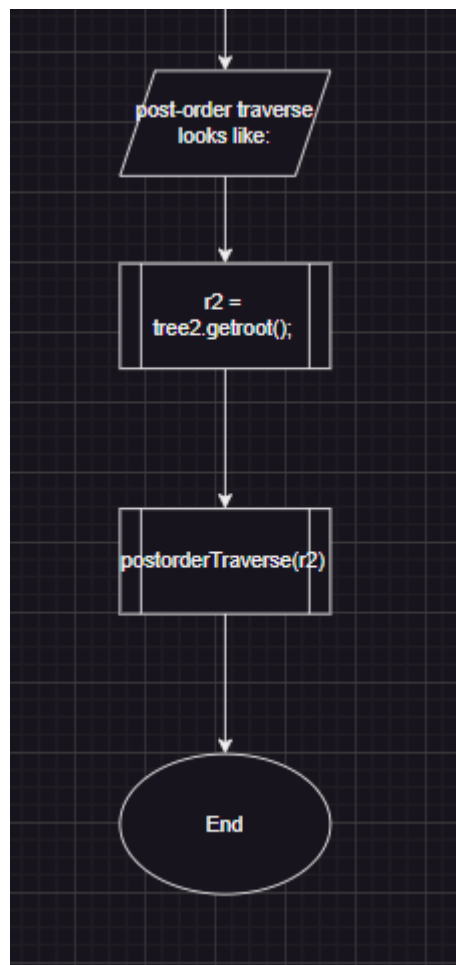 post-order traverse
looks like:
r2 =
tree2.getroot();
postorderTraverse(r2)
End